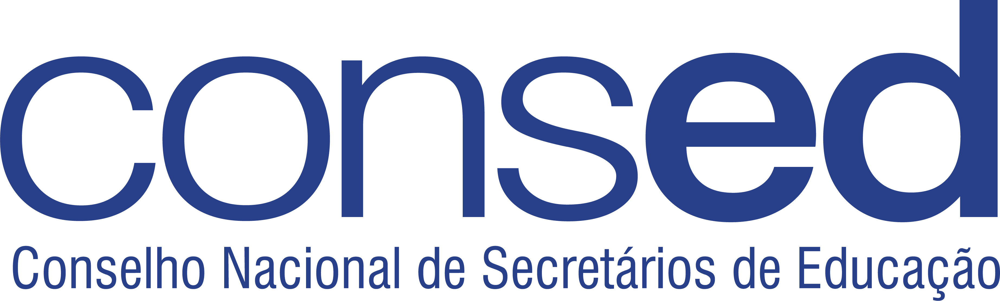 consed
Conselho Nacional de Secretários de Educação